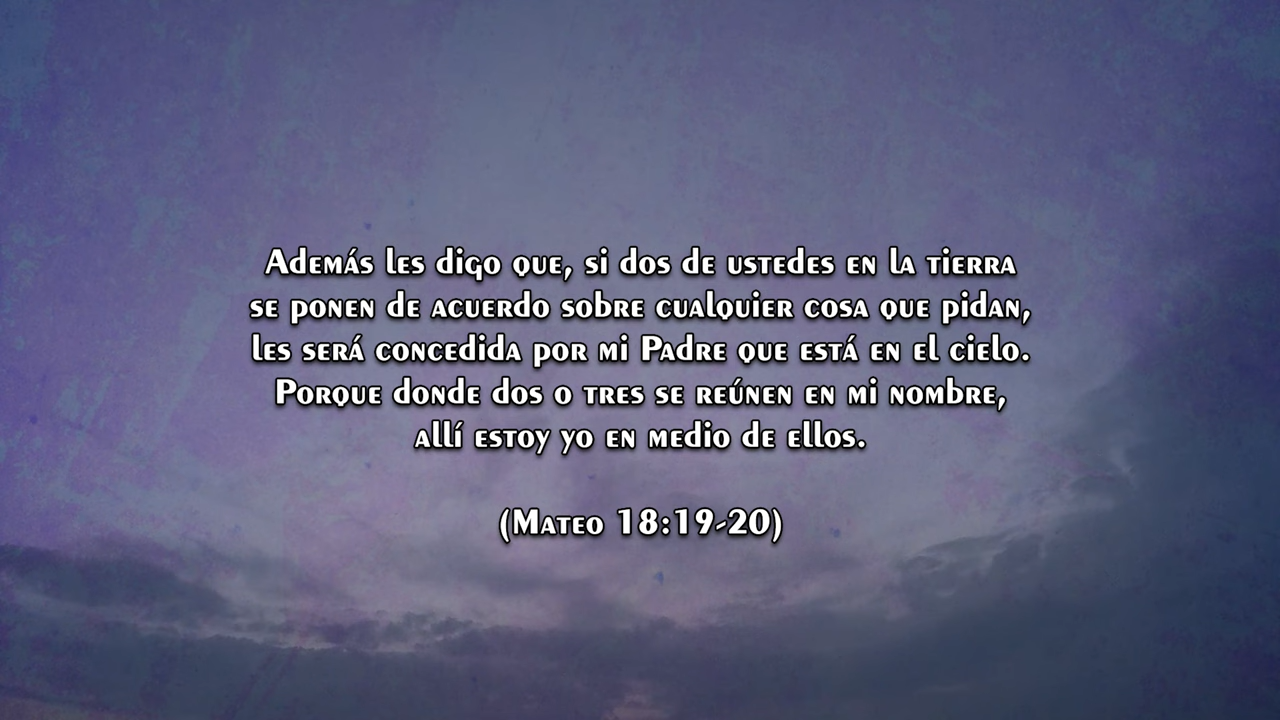 Además les digo que, si dos de ustedes en la tierra
se ponen de acuerdo sobre cualquier cosa que pidan,
les será concedida por mi Padre que está en el cielo.
Porque donde dos o tres se reúnen en mi nombre,
allí estoy yo en medio de ellos.
(Mateo 18:19-20)